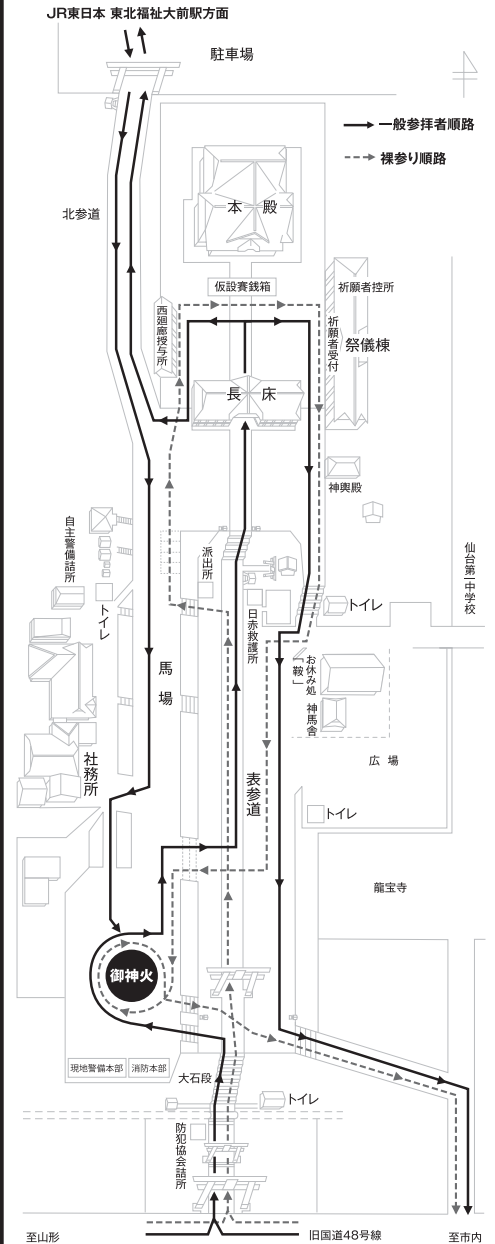 JR東日本 東北福祉大前駅方面
駐車場
一般参拝者順路
裸参り順路
北参道
本殿
仮設賽銭箱
西廻廊授与所
祈願者控所
祈願者受付
祭儀棟
長床
神輿殿
自主警備詰所
派出所
仙台第一中学校
トイレ
日赤救護所
トイレ
馬場
お休み処
「鞍」
神馬舎
広場
社務所
表参道
トイレ
龍宝寺
御神火
現地警備本部
消防本部
大石段
トイレ
防犯協会詰所
至山形
旧国道48号線
至市内